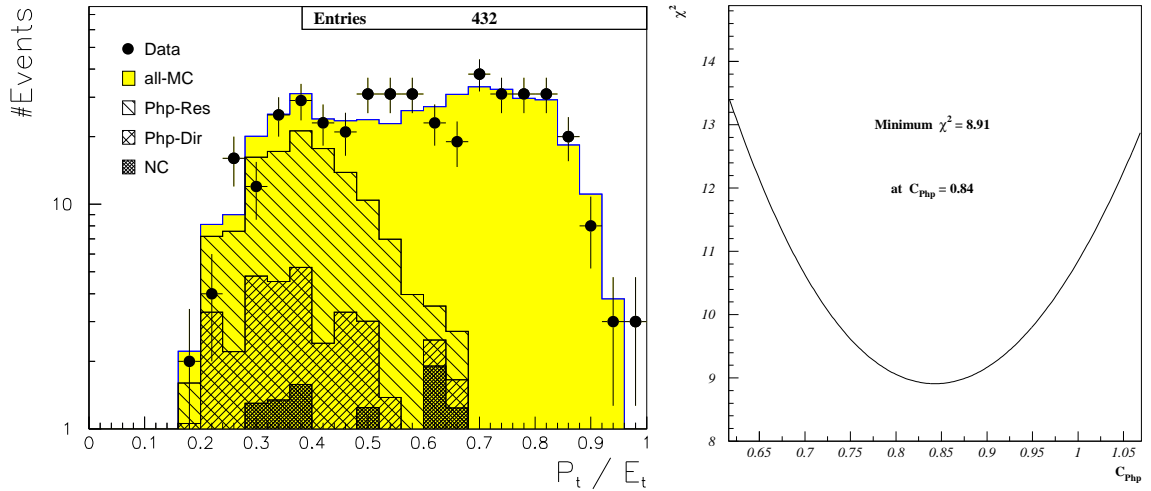 Entries 432
#Events
Data
all-MC
Php-Res
Php-Dir
NC
10
1
0 0.1 0.2 0.3 0.4 0.5 0.6 0.7 0.8 0.9 1
P_t / E_t
χ²
14
13
12
11
10
9
8
Minimum χ² = 8.91
at C_Php = 0.84
0.65 0.7 0.75 0.8 0.85 0.9 0.95 1 1.05
C_Php